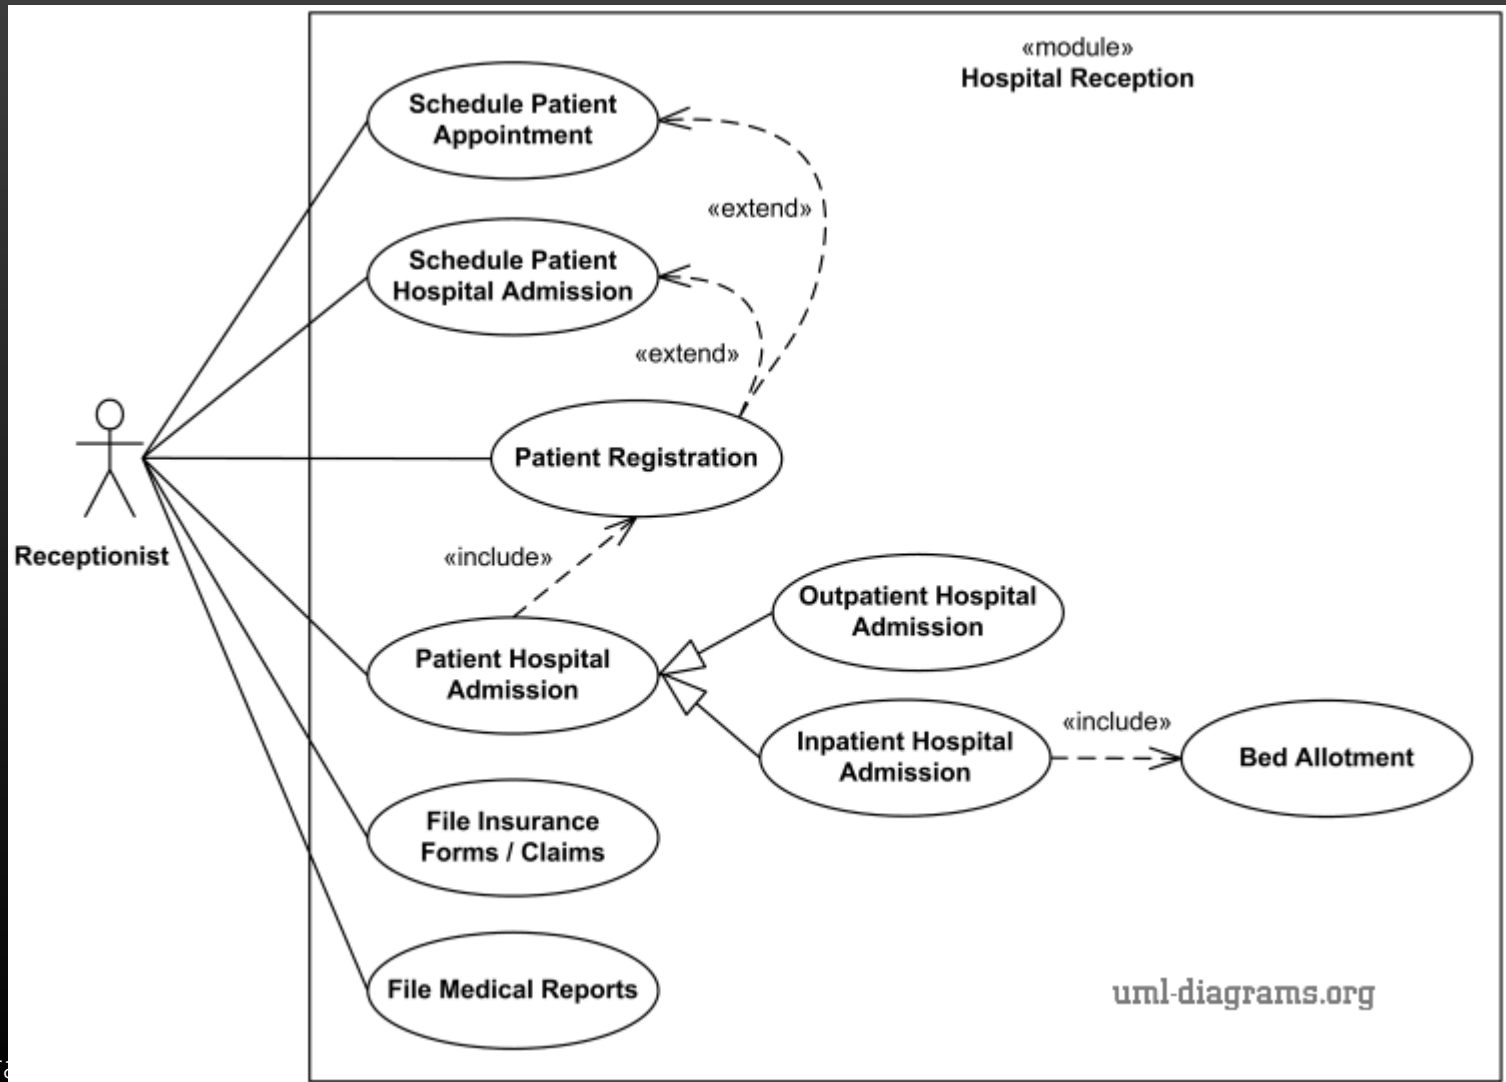 «module»
Hospital Reception
Schedule Patient
Appointment
«extend»
Schedule Patient
Hospital Admission
«extend»
Patient Registration
Receptionist
«include»
Outpatient Hospital
Admission
Patient Hospital
Admission
«include»
Inpatient Hospital
Admission
Bed Allotment
File Insurance
Forms / Claims
File Medical Reports
uml-diagrams.org